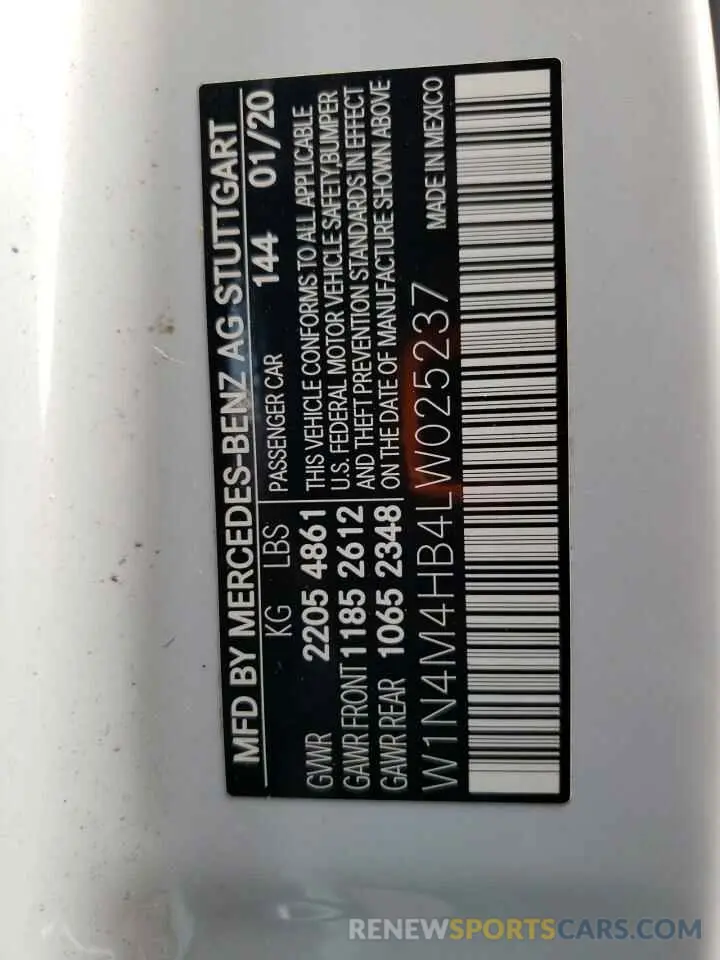 MFD BY MERCEDES-BENZ AG STUTTGART
KG LBS PASSENGER CAR 144 01/20
GVWR 2205 4861 THIS VEHICLE CONFORMS TO ALL APPLICABLE
GAWR FRONT 1185 2612 U.S. FEDERAL MOTOR VEHICLE SAFETY,BUMPER
AND THEFT PREVENTION STANDARDS IN EFFECT
GAWR REAR 1065 2348 ON THE DATE OF MANUFACTURE SHOWN ABOVE
W1N4M4HB4LW025237 MADE IN MEXICO
RENEWSPORTSCARS.COM